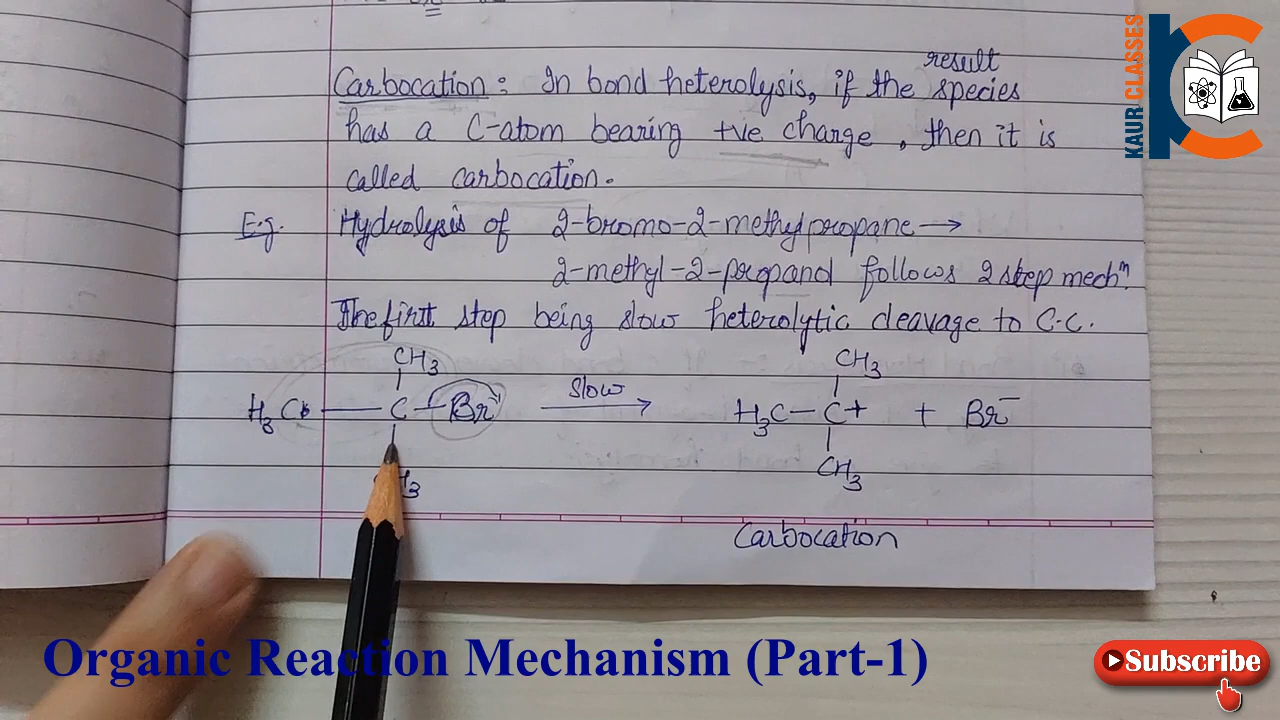 result
Carbocation : In bond heterolysis, if the species
has a C-atom bearing +ve charge, then it is
called carbocation.
E.g. Hydrolysis of 2-bromo-2-methylpropane →
2-methyl-2-propanol follows 2 step mechⁿ.
The first step being slow heterolytic cleavage to C.C.
CH3 CH3
H3C — C — Br slow → H3C — C+ + Br⁻
H3 CH3
Carbocation
KAUR CLASSES
Organic Reaction Mechanism (Part-1)
Subscribe